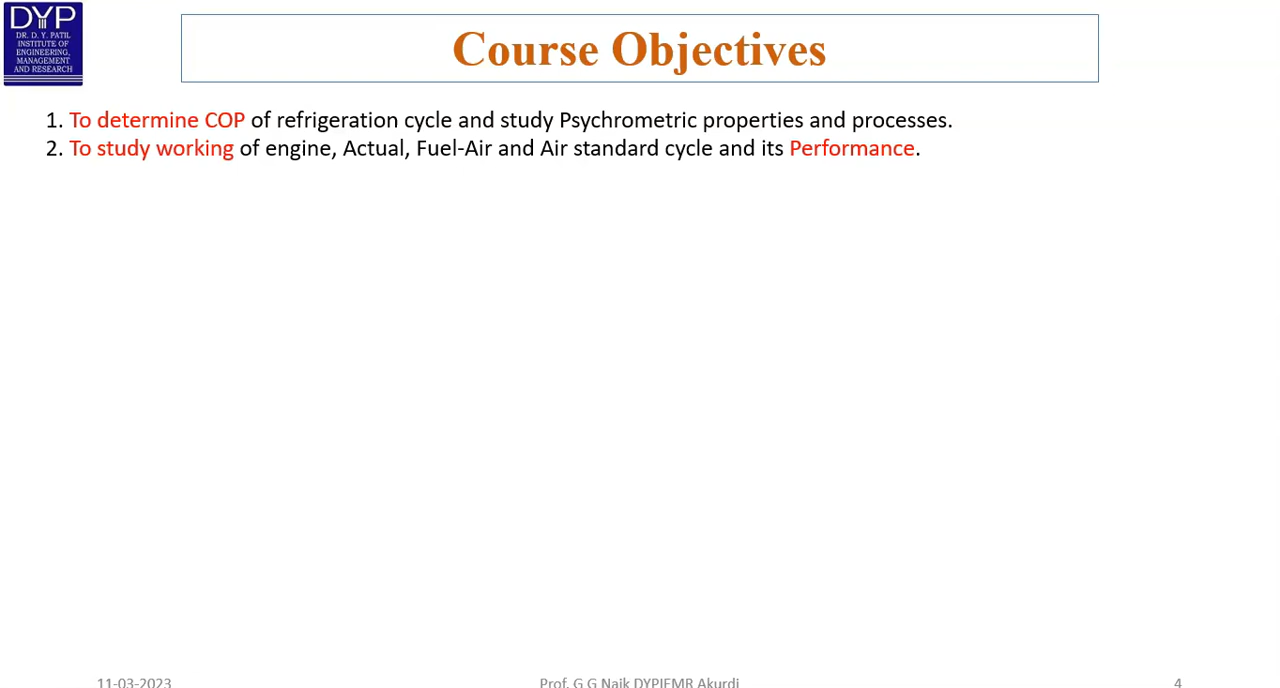 DYP
DR. D. Y. PATIL
INSTITUTE OF
ENGINEERING,
MANAGEMENT
AND RESEARCH
Course Objectives
1. To determine COP of refrigeration cycle and study Psychrometric properties and processes.
2. To study working of engine, Actual, Fuel-Air and Air standard cycle and its Performance.
11-03-2023
Prof. G G Naik DYPIEMR Akurdi
4